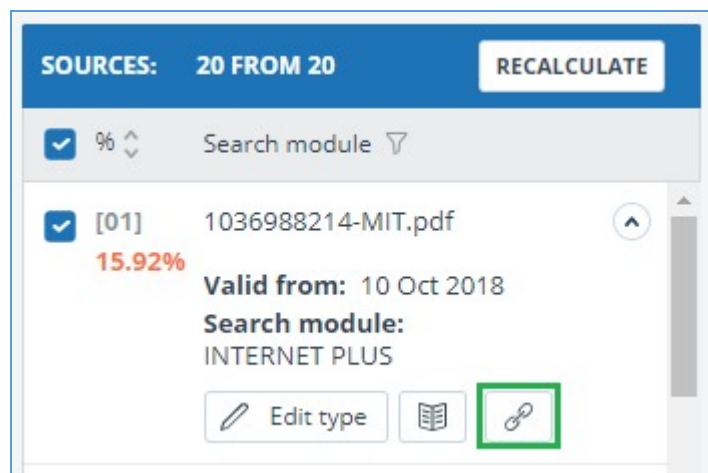 SOURCES: 20 FROM 20 RECALCULATE
% Search module
[01] 1036988214-MIT.pdf
15.92%
Valid from: 10 Oct 2018
Search module:
INTERNET PLUS
Edit type